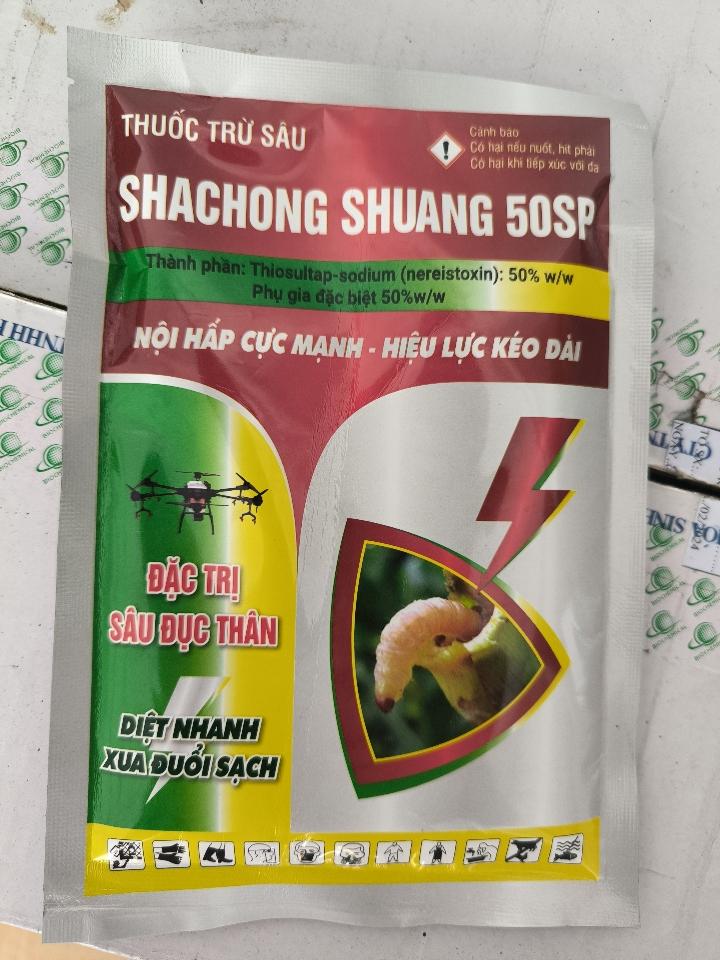 THUỐC TRỪ SÂU
Cảnh báo
Có hại nếu nuốt, hít phải
Có hại khi tiếp xúc với da
SHACHONG SHUANG 50SP
Thành phần: Thiosultap-sodium (nereistoxin): 50% w/w
Phụ gia đặc biệt 50%w/w
NỘI HẤP CỰC MẠNH - HIỆU LỰC KÉO DÀI
ĐẶC TRỊ
SÂU ĐỤC THÂN
DIỆT NHANH
XUA ĐUỔI SẠCH
BIOCHEMICAL